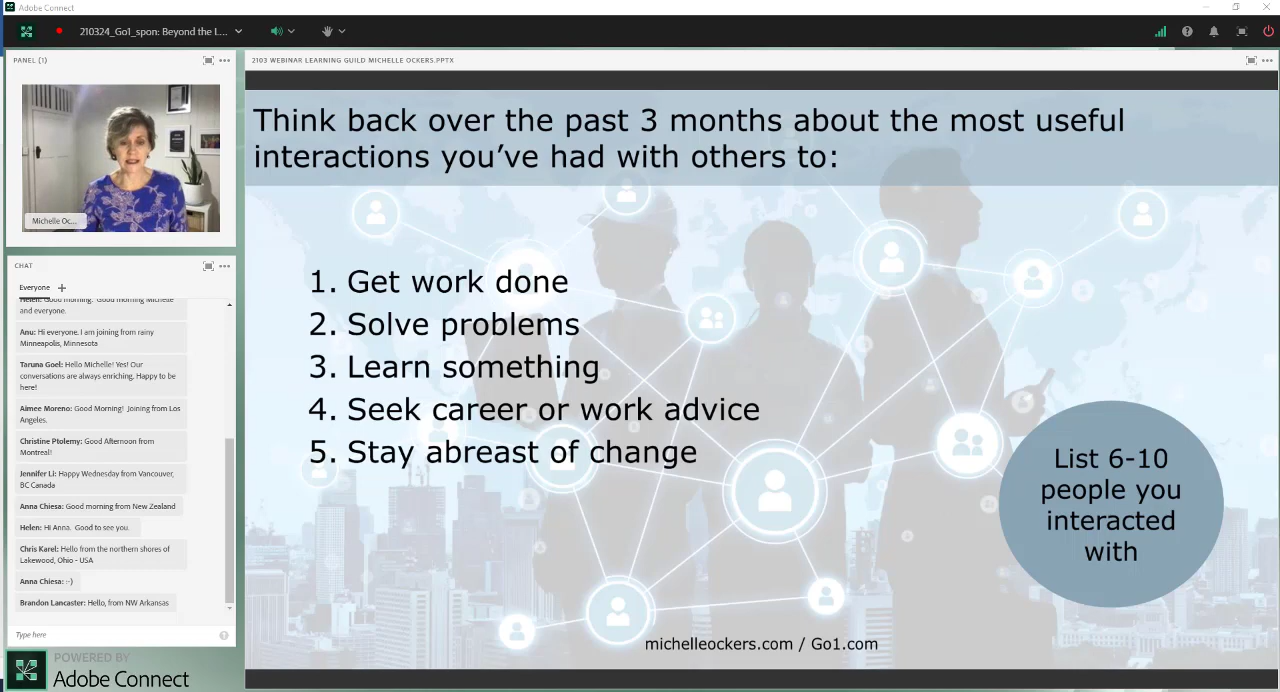 Adobe Connect
210324_Go1_spon: Beyond the L...
PANEL (1)
Michelle Oc...
CHAT
Everyone
Helen: Good morning. Good morning Michelle
and everyone.
Anu: Hi everyone. I am joining from rainy
Minneapolis, Minnesota
Taruna Goel: Hello Michelle! Yes! Our
conversations are always enriching. Happy to be
here!
Aimee Moreno: Good Morning! Joining from Los
Angeles.
Christine Ptolemy: Good Afternoon from
Montreal!
Jennifer Li: Happy Wednesday from Vancouver,
BC Canada
Anna Chiesa: Good morning from New Zealand
Helen: Hi Anna. Good to see you.
Chris Karel: Hello from the northern shores of
Lakewood, Ohio - USA
Anna Chiesa: :-)
Brandon Lancaster: Hello, from NW Arkansas
Type here
POWERED BY
Adobe Connect
2103 WEBINAR LEARNING GUILD MICHELLE OCKERS.PPTX
Think back over the past 3 months about the most useful
interactions you've had with others to:
1. Get work done
2. Solve problems
3. Learn something
4. Seek career or work advice
5. Stay abreast of change
List 6-10
people you
interacted
with
michelleockers.com / Go1.com